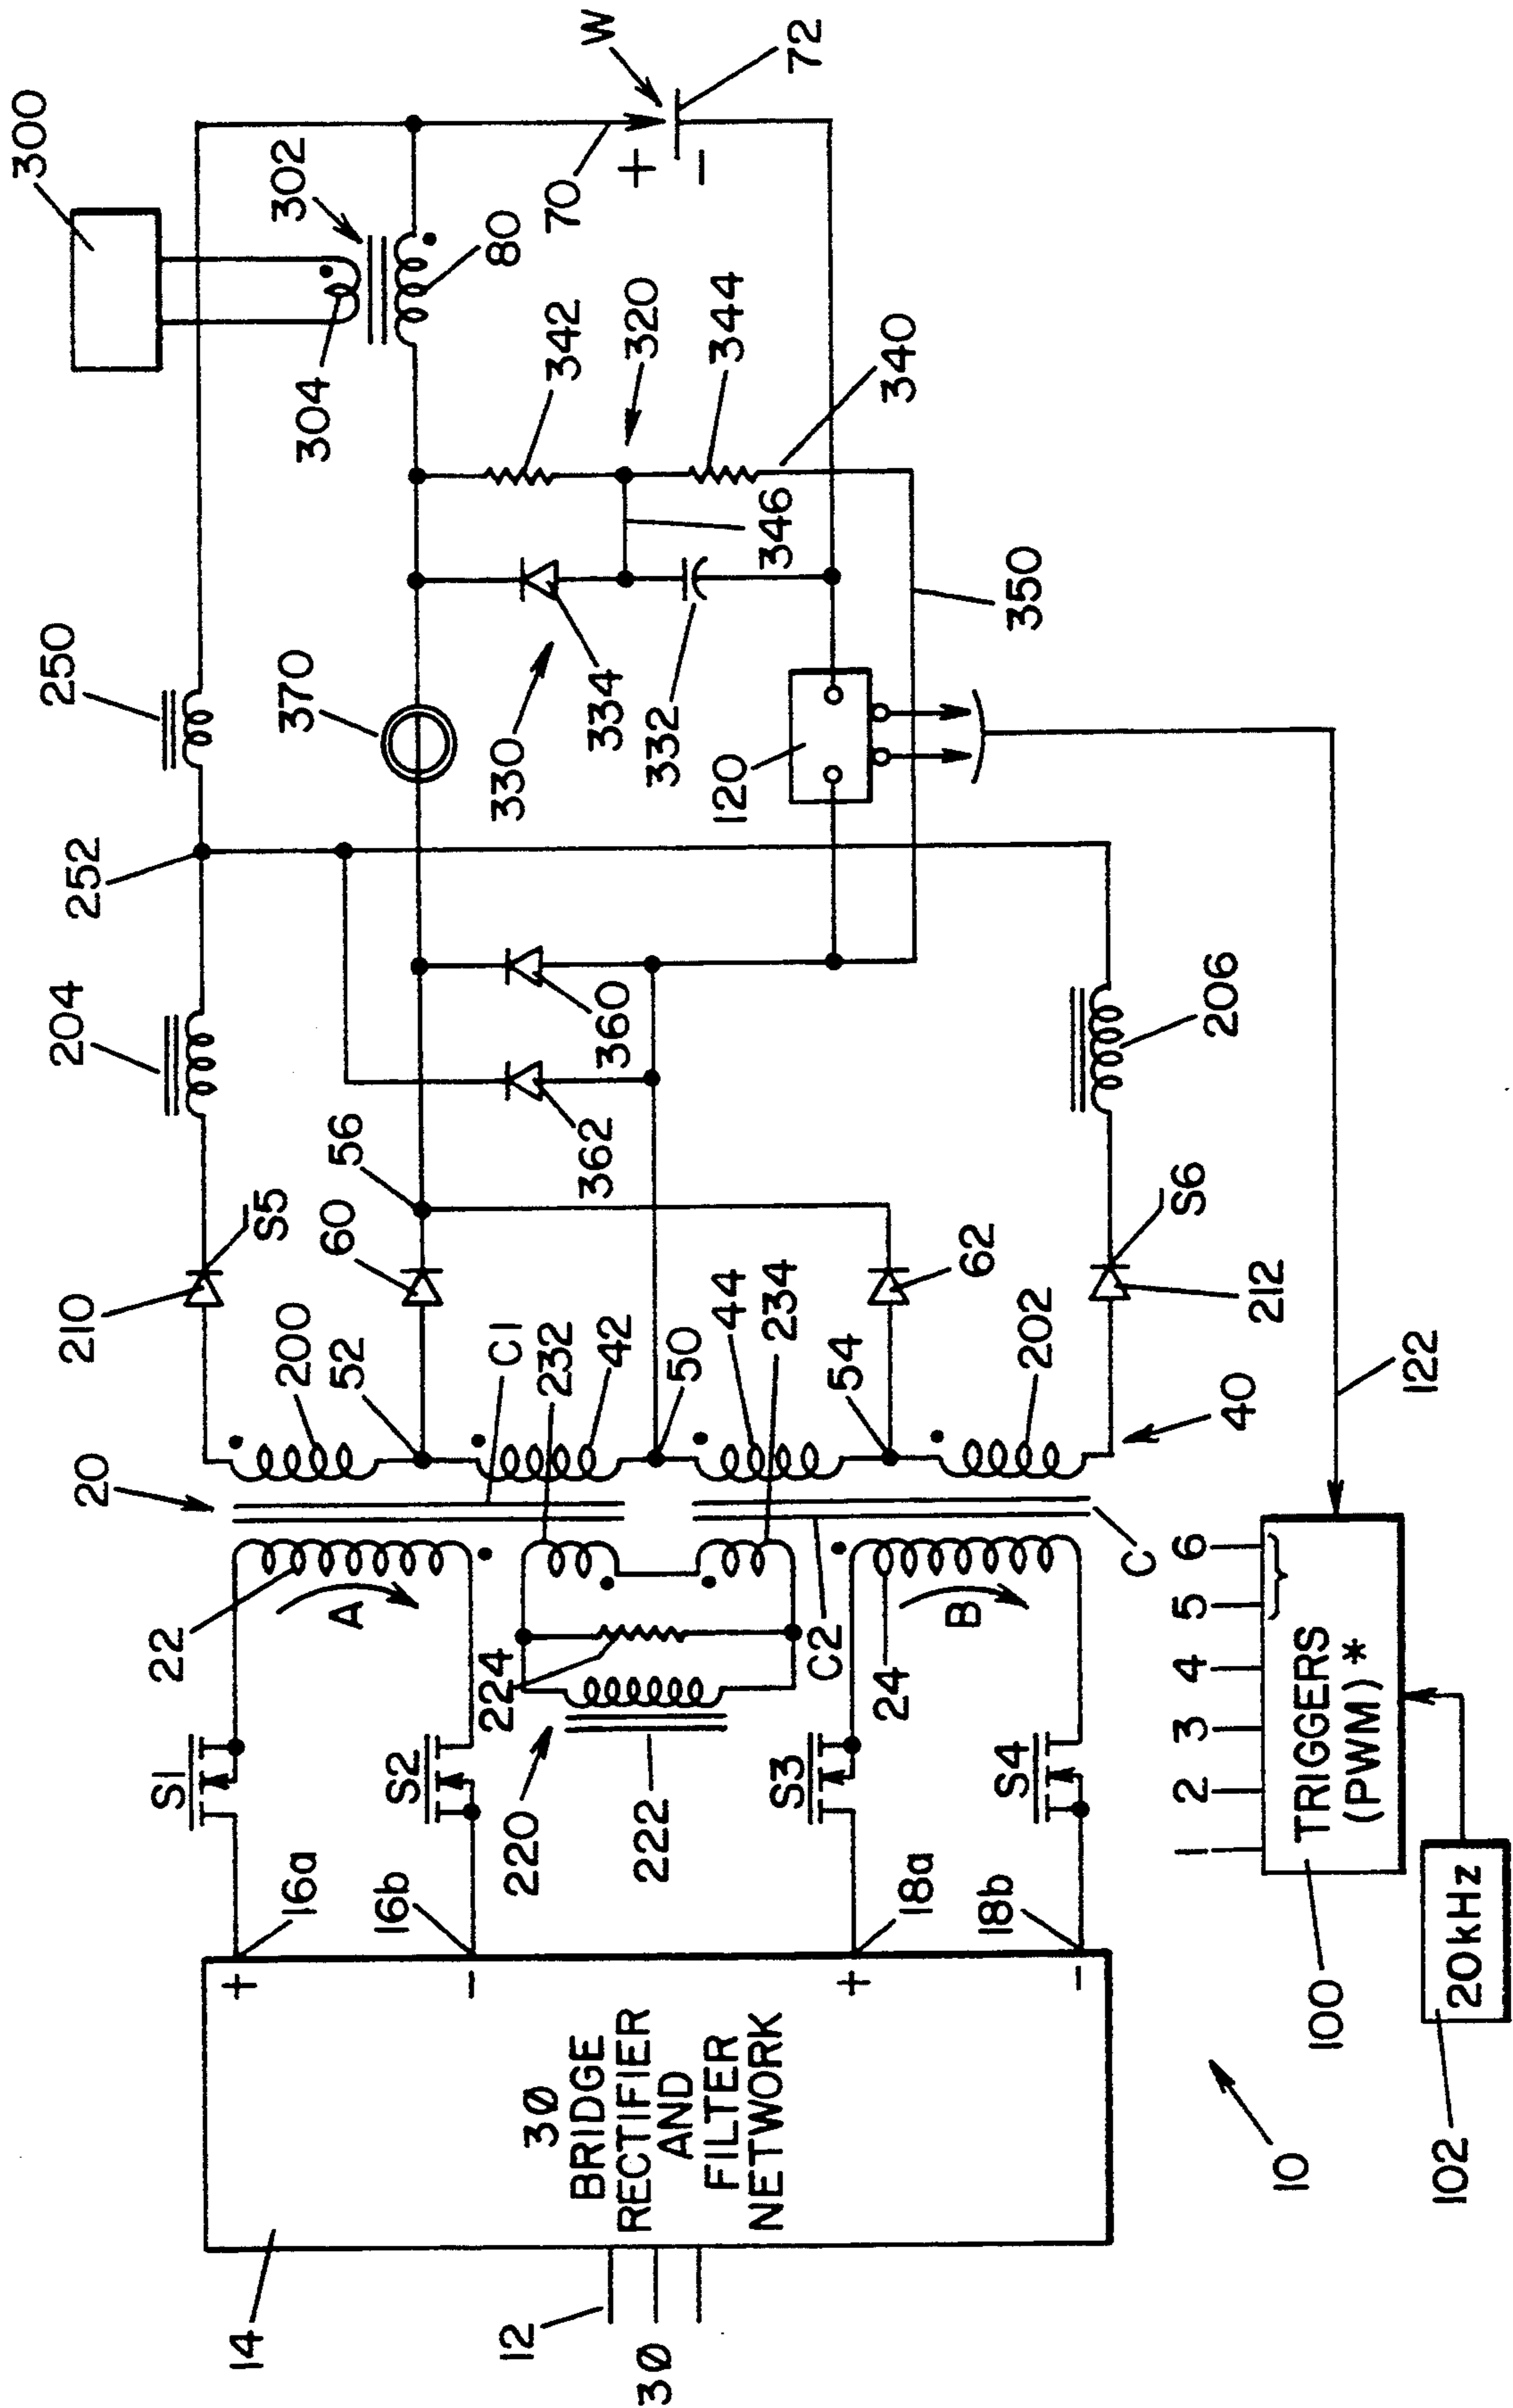 300
302
304
80
W
72
70
+
-
250
370
342
320
344
340
346
350
330
334
332
120
252
204
360
362
206
56
S5
60
210
62
S6
212
200
52
C1
232
42
50
44
234
54
202
40
122
20
22
A
224
C2
24
B
C
S1
S2
220
222
S3
S4
16a
16b
18a
18b
+
-
+
-
3Ø
BRIDGE
RECTIFIER
AND
FILTER
NETWORK
14
12
3Ø
1 2 3 4 5 6
TRIGGERS
(PWM) *
100
20kHz
102
10